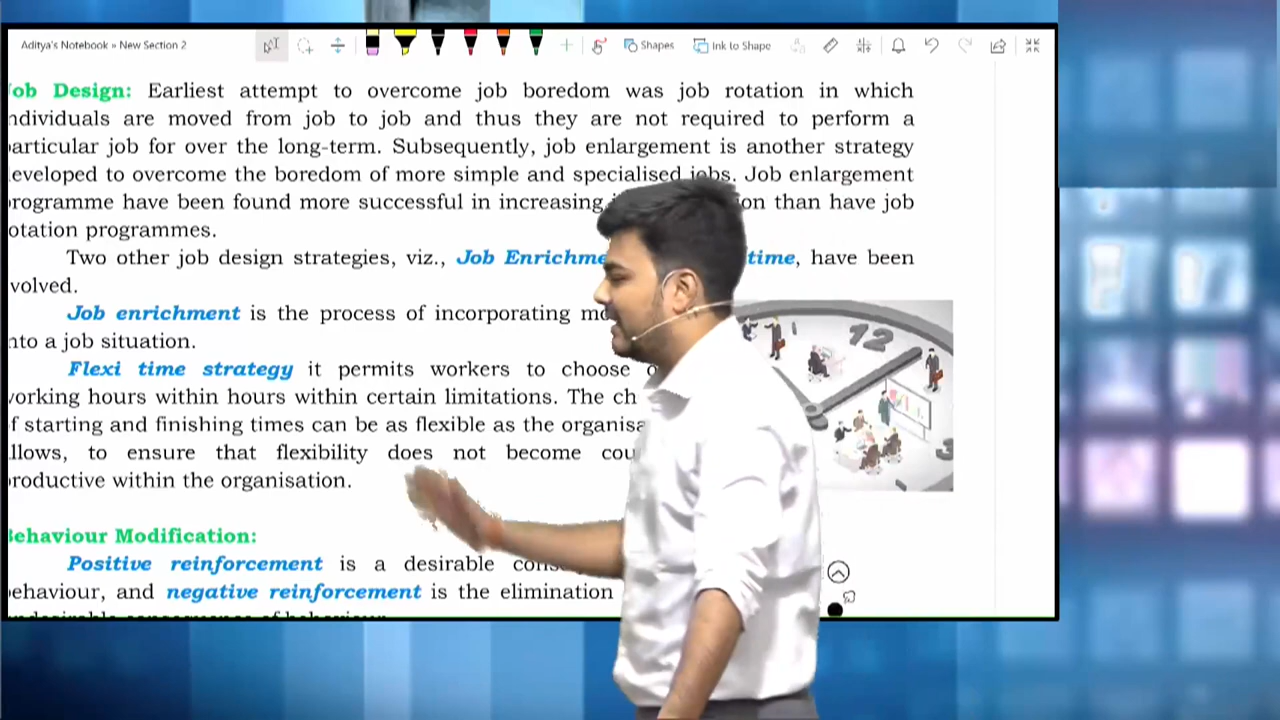 Aditya's Notebook » New Section 2
Shapes
Ink to Shape
ob Design: Earliest attempt to overcome job boredom was job rotation in which
ndividuals are moved from job to job and thus they are not required to perform a
articular job for over the long-term. Subsequently, job enlargement is another strategy
eveloped to overcome the boredom of more simple and specialised jobs. Job enlargement
rogramme have been found more successful in increasing on than have job
otation programmes.
Two other job design strategies, viz., Job Enrichme time, have been
volved.
Job enrichment is the process of incorporating mo
nto a job situation.
Flexi time strategy it permits workers to choose
vorking hours within hours within certain limitations. The ch
f starting and finishing times can be as flexible as the organisa
llows, to ensure that flexibility does not become cou
roductive within the organisation.
12
3
ehaviour Modification:
Positive reinforcement is a desirable
ehaviour, and negative reinforcement is the elimination